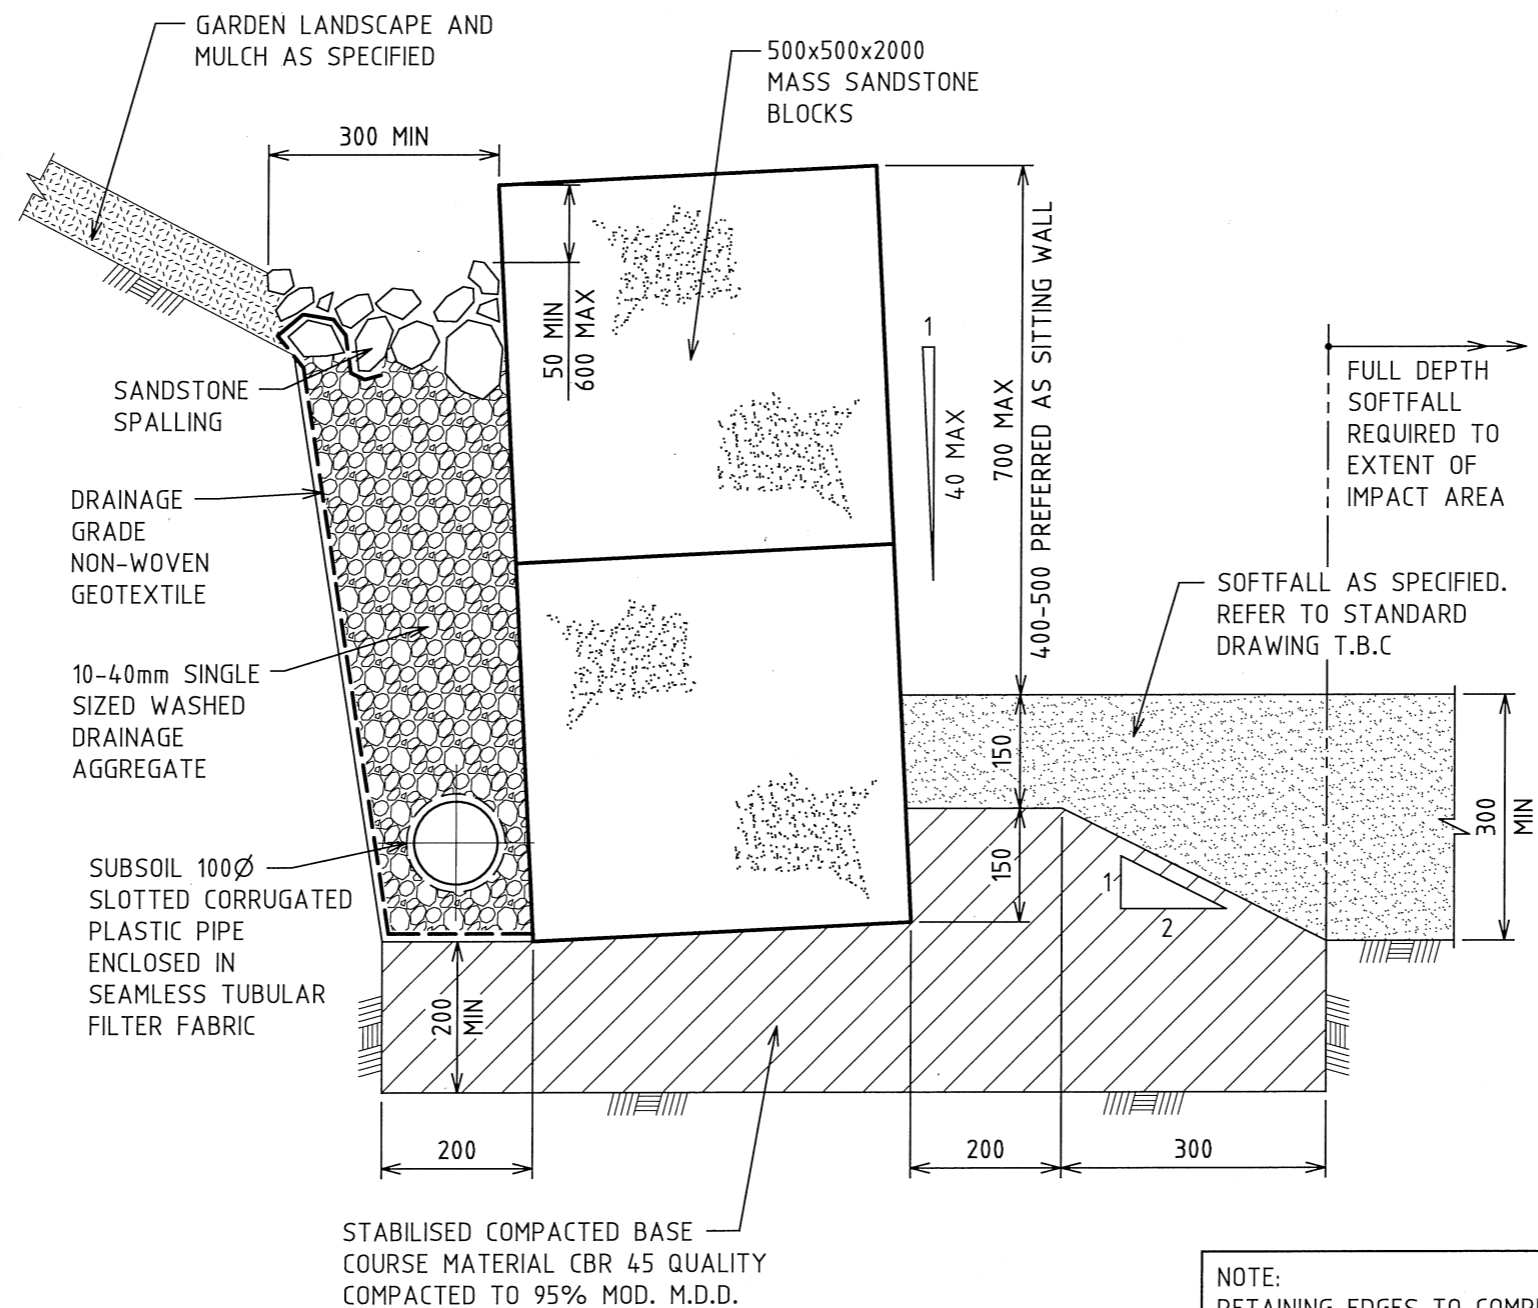 GARDEN LANDSCAPE AND
MULCH AS SPECIFIED
500x500x2000
MASS SANDSTONE
BLOCKS
300 MIN
50 MIN
600 MAX
1
40 MAX
700 MAX
400-500 PREFERRED AS SITTING WALL
FULL DEPTH
SOFTFALL
REQUIRED TO
EXTENT OF
IMPACT AREA
SANDSTONE
SPALLING
DRAINAGE
GRADE
NON-WOVEN
GEOTEXTILE
SOFTFALL AS SPECIFIED.
REFER TO STANDARD
DRAWING T.B.C
10-40mm SINGLE
SIZED WASHED
DRAINAGE
AGGREGATE
150
300
MIN
150
1
2
SUBSOIL 100Ø
SLOTTED CORRUGATED
PLASTIC PIPE
ENCLOSED IN
SEAMLESS TUBULAR
FILTER FABRIC
200
MIN
200
200
300
STABILISED COMPACTED BASE
COURSE MATERIAL CBR 45 QUALITY
COMPACTED TO 95% MOD. M.D.D.
NOTE:
RETAINING EDGES TO